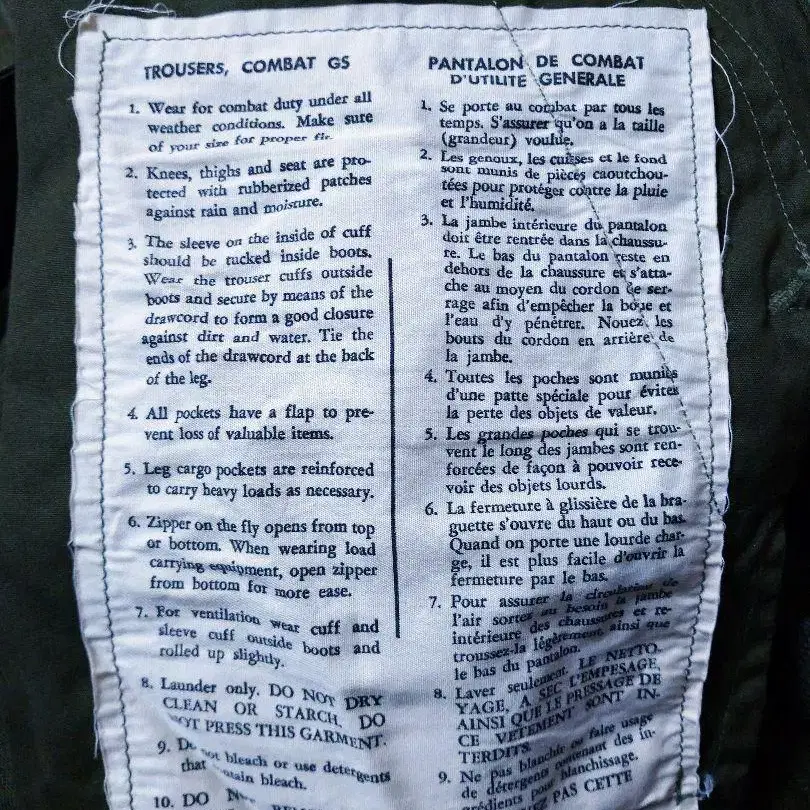 TROUSERS, COMBAT GS
1. Wear for combat duty under all
weather conditions. Make sure
of your size for proper fit.
2. Knees, thighs and seat are pro-
tected with rubberized patches
against rain and moisture.
3. The sleeve on the inside of cuff
should be tucked inside boots.
Wear the trouser cuffs outside
boots and secure by means of the
drawcord to form a good closure
against dirt and water. Tie the
ends of the drawcord at the back
of the leg.
4. All pockets have a flap to pre-
vent loss of valuable items.
5. Leg cargo pockets are reinforced
to carry heavy loads as necessary.
6. Zipper on the fly opens from top
or bottom. When wearing load
carrying equipment, open zipper
from bottom for more ease.
7. For ventilation wear cuff and
sleeve cuff outside boots and
rolled up slightly.
8. Launder only. DO NOT DRY
CLEAN OR STARCH. DO
NOT PRESS THIS GARMENT.
9. Do not bleach or use detergents
that contain bleach.
10. DO
PANTALON DE COMBAT
D'UTILITE GENERALE
1. Se porte au combat par tous les
temps. S'assurer qu'on a la taille
(grandeur) voulue.
2. Les genoux, les cuisses et le fond
sont munis de pièces caoutchou-
tées pour protéger contre la pluie
et l'humidité.
3. La jambe intérieure du pantalon
doit être rentrée dans la chaussu-
re. Le bas du pantalon reste en
dehors de la chaussure et s'atta-
che au moyen du cordon de ser-
rage afin d'empêcher la boue et
l'eau d'y pénétrer. Nouez les
bouts du cordon en arrière de
la jambe.
4. Toutes les poches sont munies
d'une patte spéciale pour éviter
la perte des objets de valeur.
5. Les grandes poches qui se trou-
vent le long des jambes sont ren-
forcées de façon à pouvoir rece-
voir des objets lourds.
6. La fermeture à glissière de la bra-
guette s'ouvre du haut ou du bas.
Quand on porte une lourde char-
ge, il est plus facile d'ouvrir la
fermeture par le bas.
7. Pour assurer la circulation de
l'air sortez au besoin la jambe
intérieure des chaussures et re-
troussez-la légèrement ainsi que
le bas du pantalon.
8. Laver seulement. LE NETTO-
YAGE, A SEC L'EMPESAGE,
AINSI QUE LE PRESSAGE DE
CE VETEMENT SONT IN-
TERDITS.
9. Ne pas blanchir ou faire usage
de détergents contenant des in-
grédients pour blanchissage.
PAS CETTE